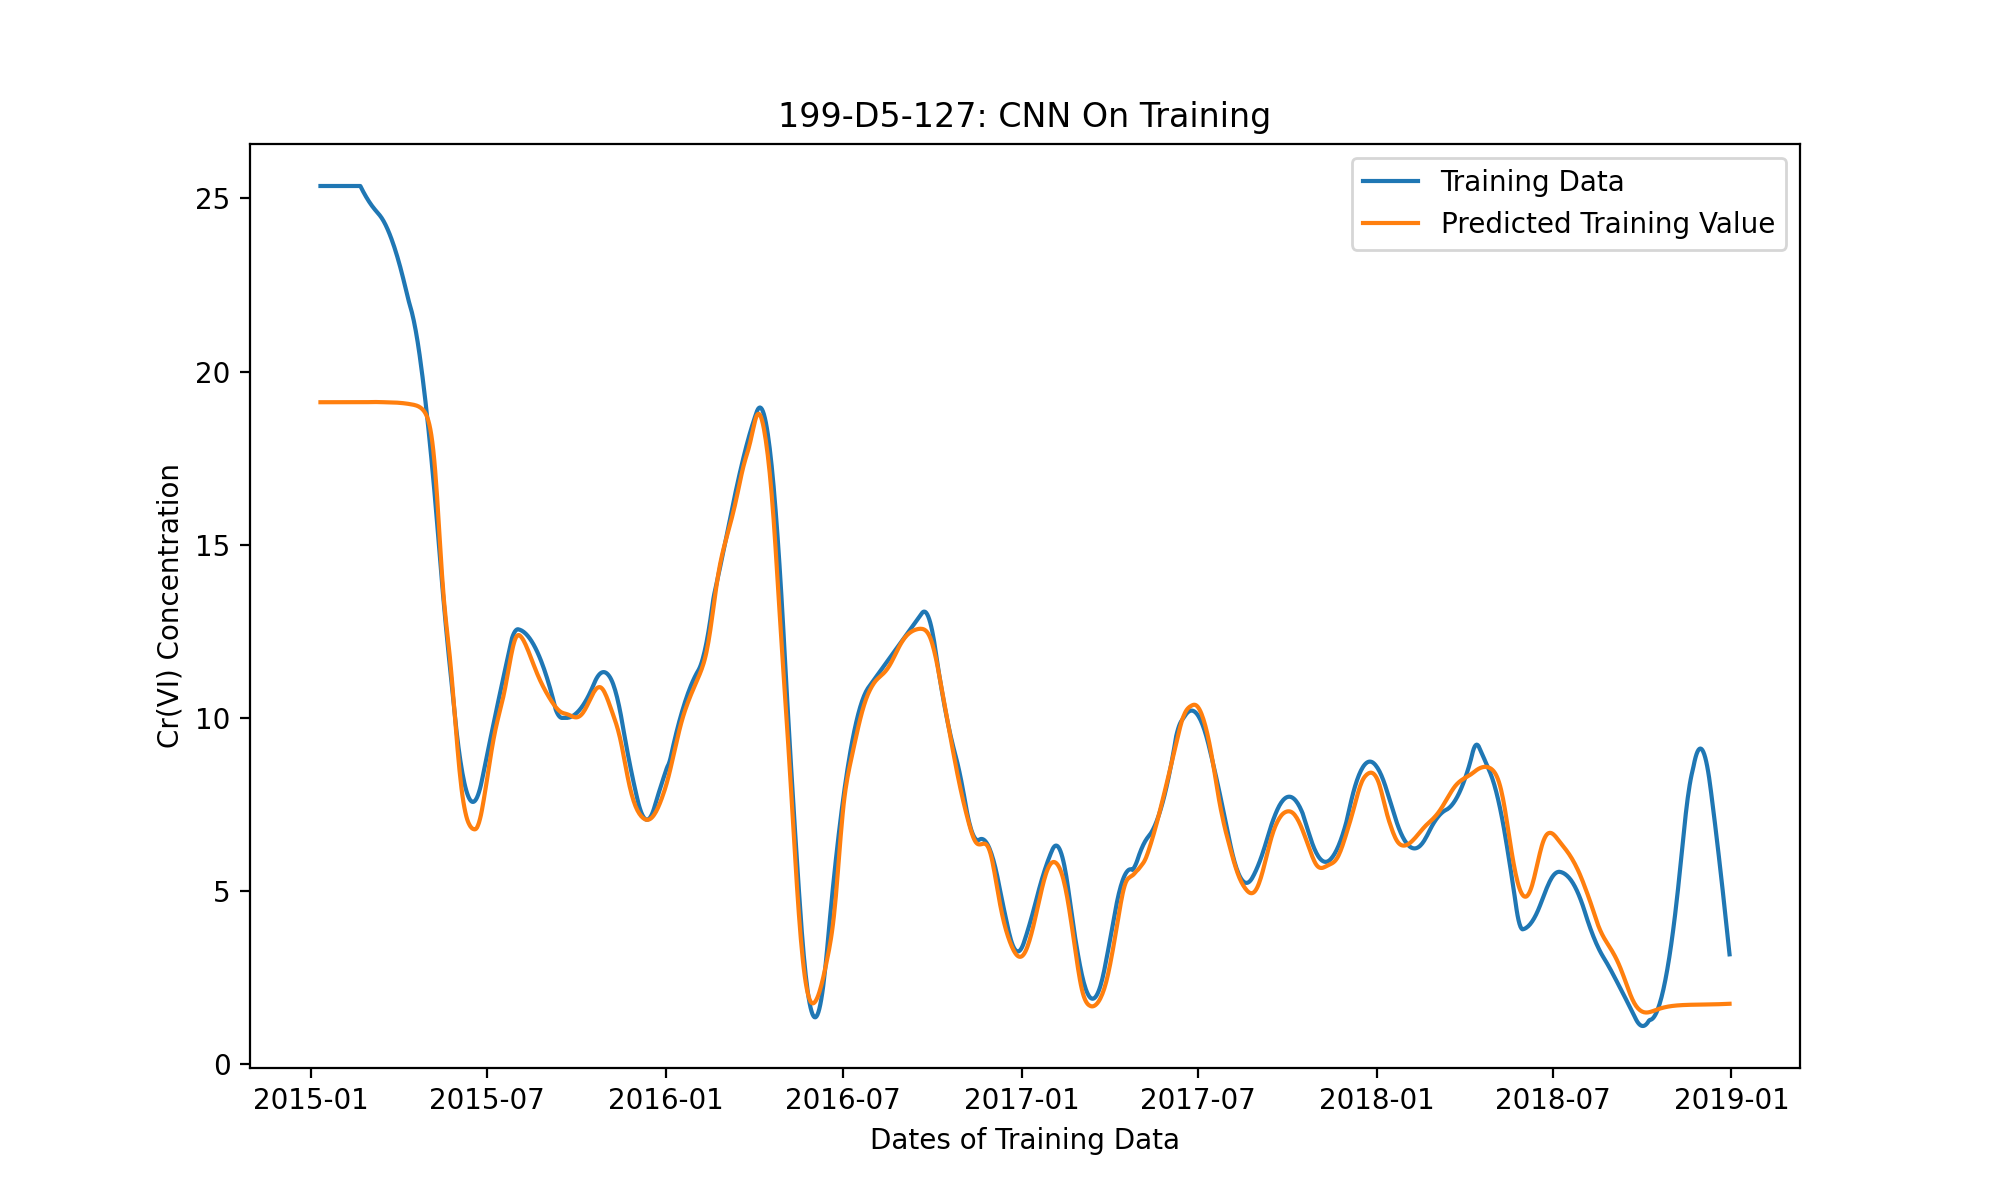 199-D5-127: CNN On Training
Training Data
Predicted Training Value
25
20
15
10
5
0
Cr(VI) Concentration
2015-01 2015-07 2016-01 2016-07 2017-01 2017-07 2018-01 2018-07 2019-01
Dates of Training Data